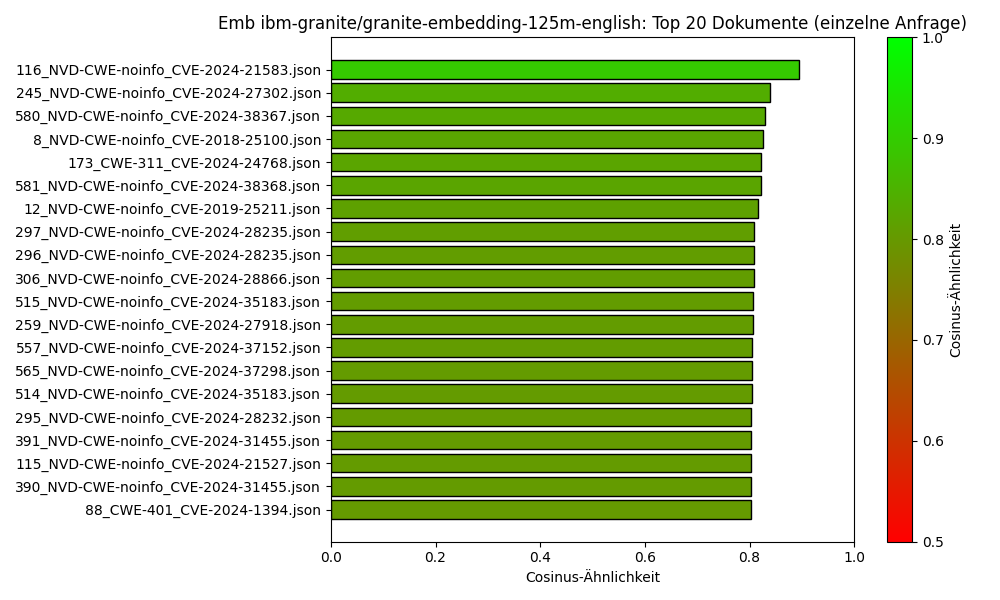 Emb ibm-granite/granite-embedding-125m-english: Top 20 Dokumente (einzelne Anfrage)
116_NVD-CWE-noinfo_CVE-2024-21583.json
245_NVD-CWE-noinfo_CVE-2024-27302.json
580_NVD-CWE-noinfo_CVE-2024-38367.json
8_NVD-CWE-noinfo_CVE-2018-25100.json
173_CWE-311_CVE-2024-24768.json
581_NVD-CWE-noinfo_CVE-2024-38368.json
12_NVD-CWE-noinfo_CVE-2019-25211.json
297_NVD-CWE-noinfo_CVE-2024-28235.json
296_NVD-CWE-noinfo_CVE-2024-28235.json
306_NVD-CWE-noinfo_CVE-2024-28866.json
515_NVD-CWE-noinfo_CVE-2024-35183.json
259_NVD-CWE-noinfo_CVE-2024-27918.json
557_NVD-CWE-noinfo_CVE-2024-37152.json
565_NVD-CWE-noinfo_CVE-2024-37298.json
514_NVD-CWE-noinfo_CVE-2024-35183.json
295_NVD-CWE-noinfo_CVE-2024-28232.json
391_NVD-CWE-noinfo_CVE-2024-31455.json
115_NVD-CWE-noinfo_CVE-2024-21527.json
390_NVD-CWE-noinfo_CVE-2024-31455.json
88_CWE-401_CVE-2024-1394.json
0.0 0.2 0.4 0.6 0.8 1.0
Cosinus-Ähnlichkeit
1.0
0.9
0.8
0.7
0.6
0.5
Cosinus-Ähnlichkeit